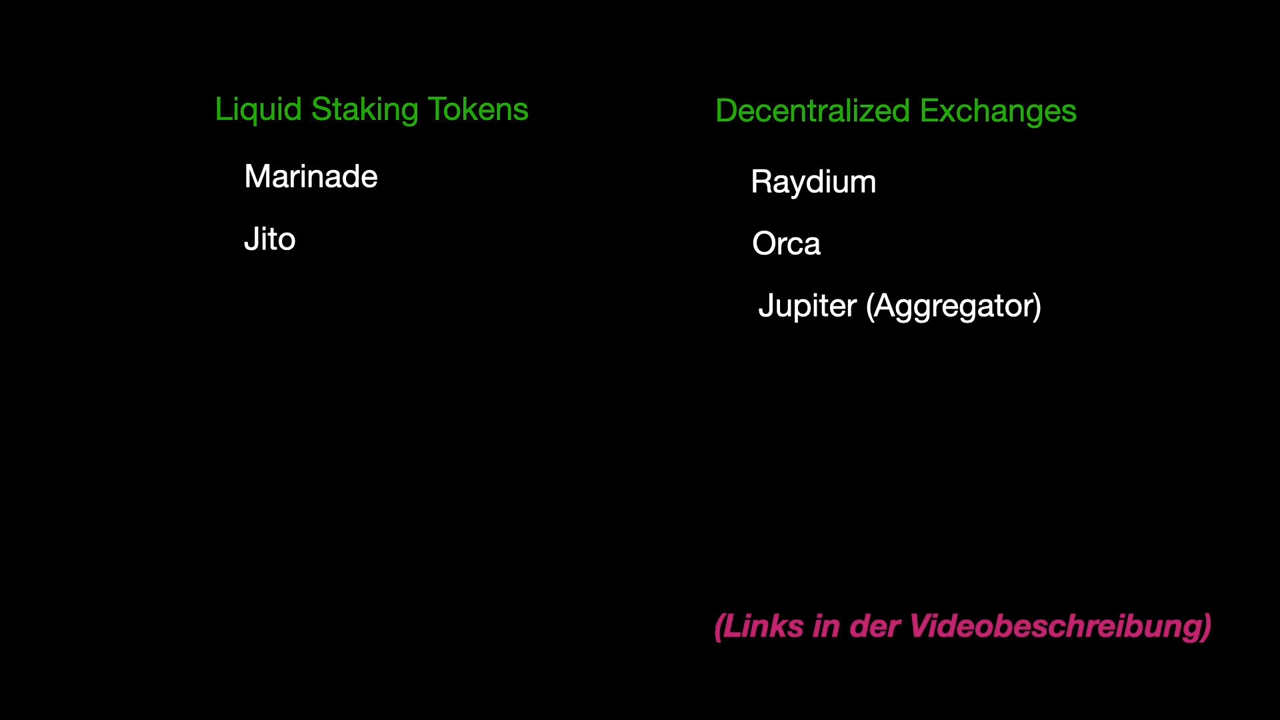 Liquid Staking Tokens
Marinade
Jito
Decentralized Exchanges
Raydium
Orca
Jupiter (Aggregator)
(Links in der Videobeschreibung)